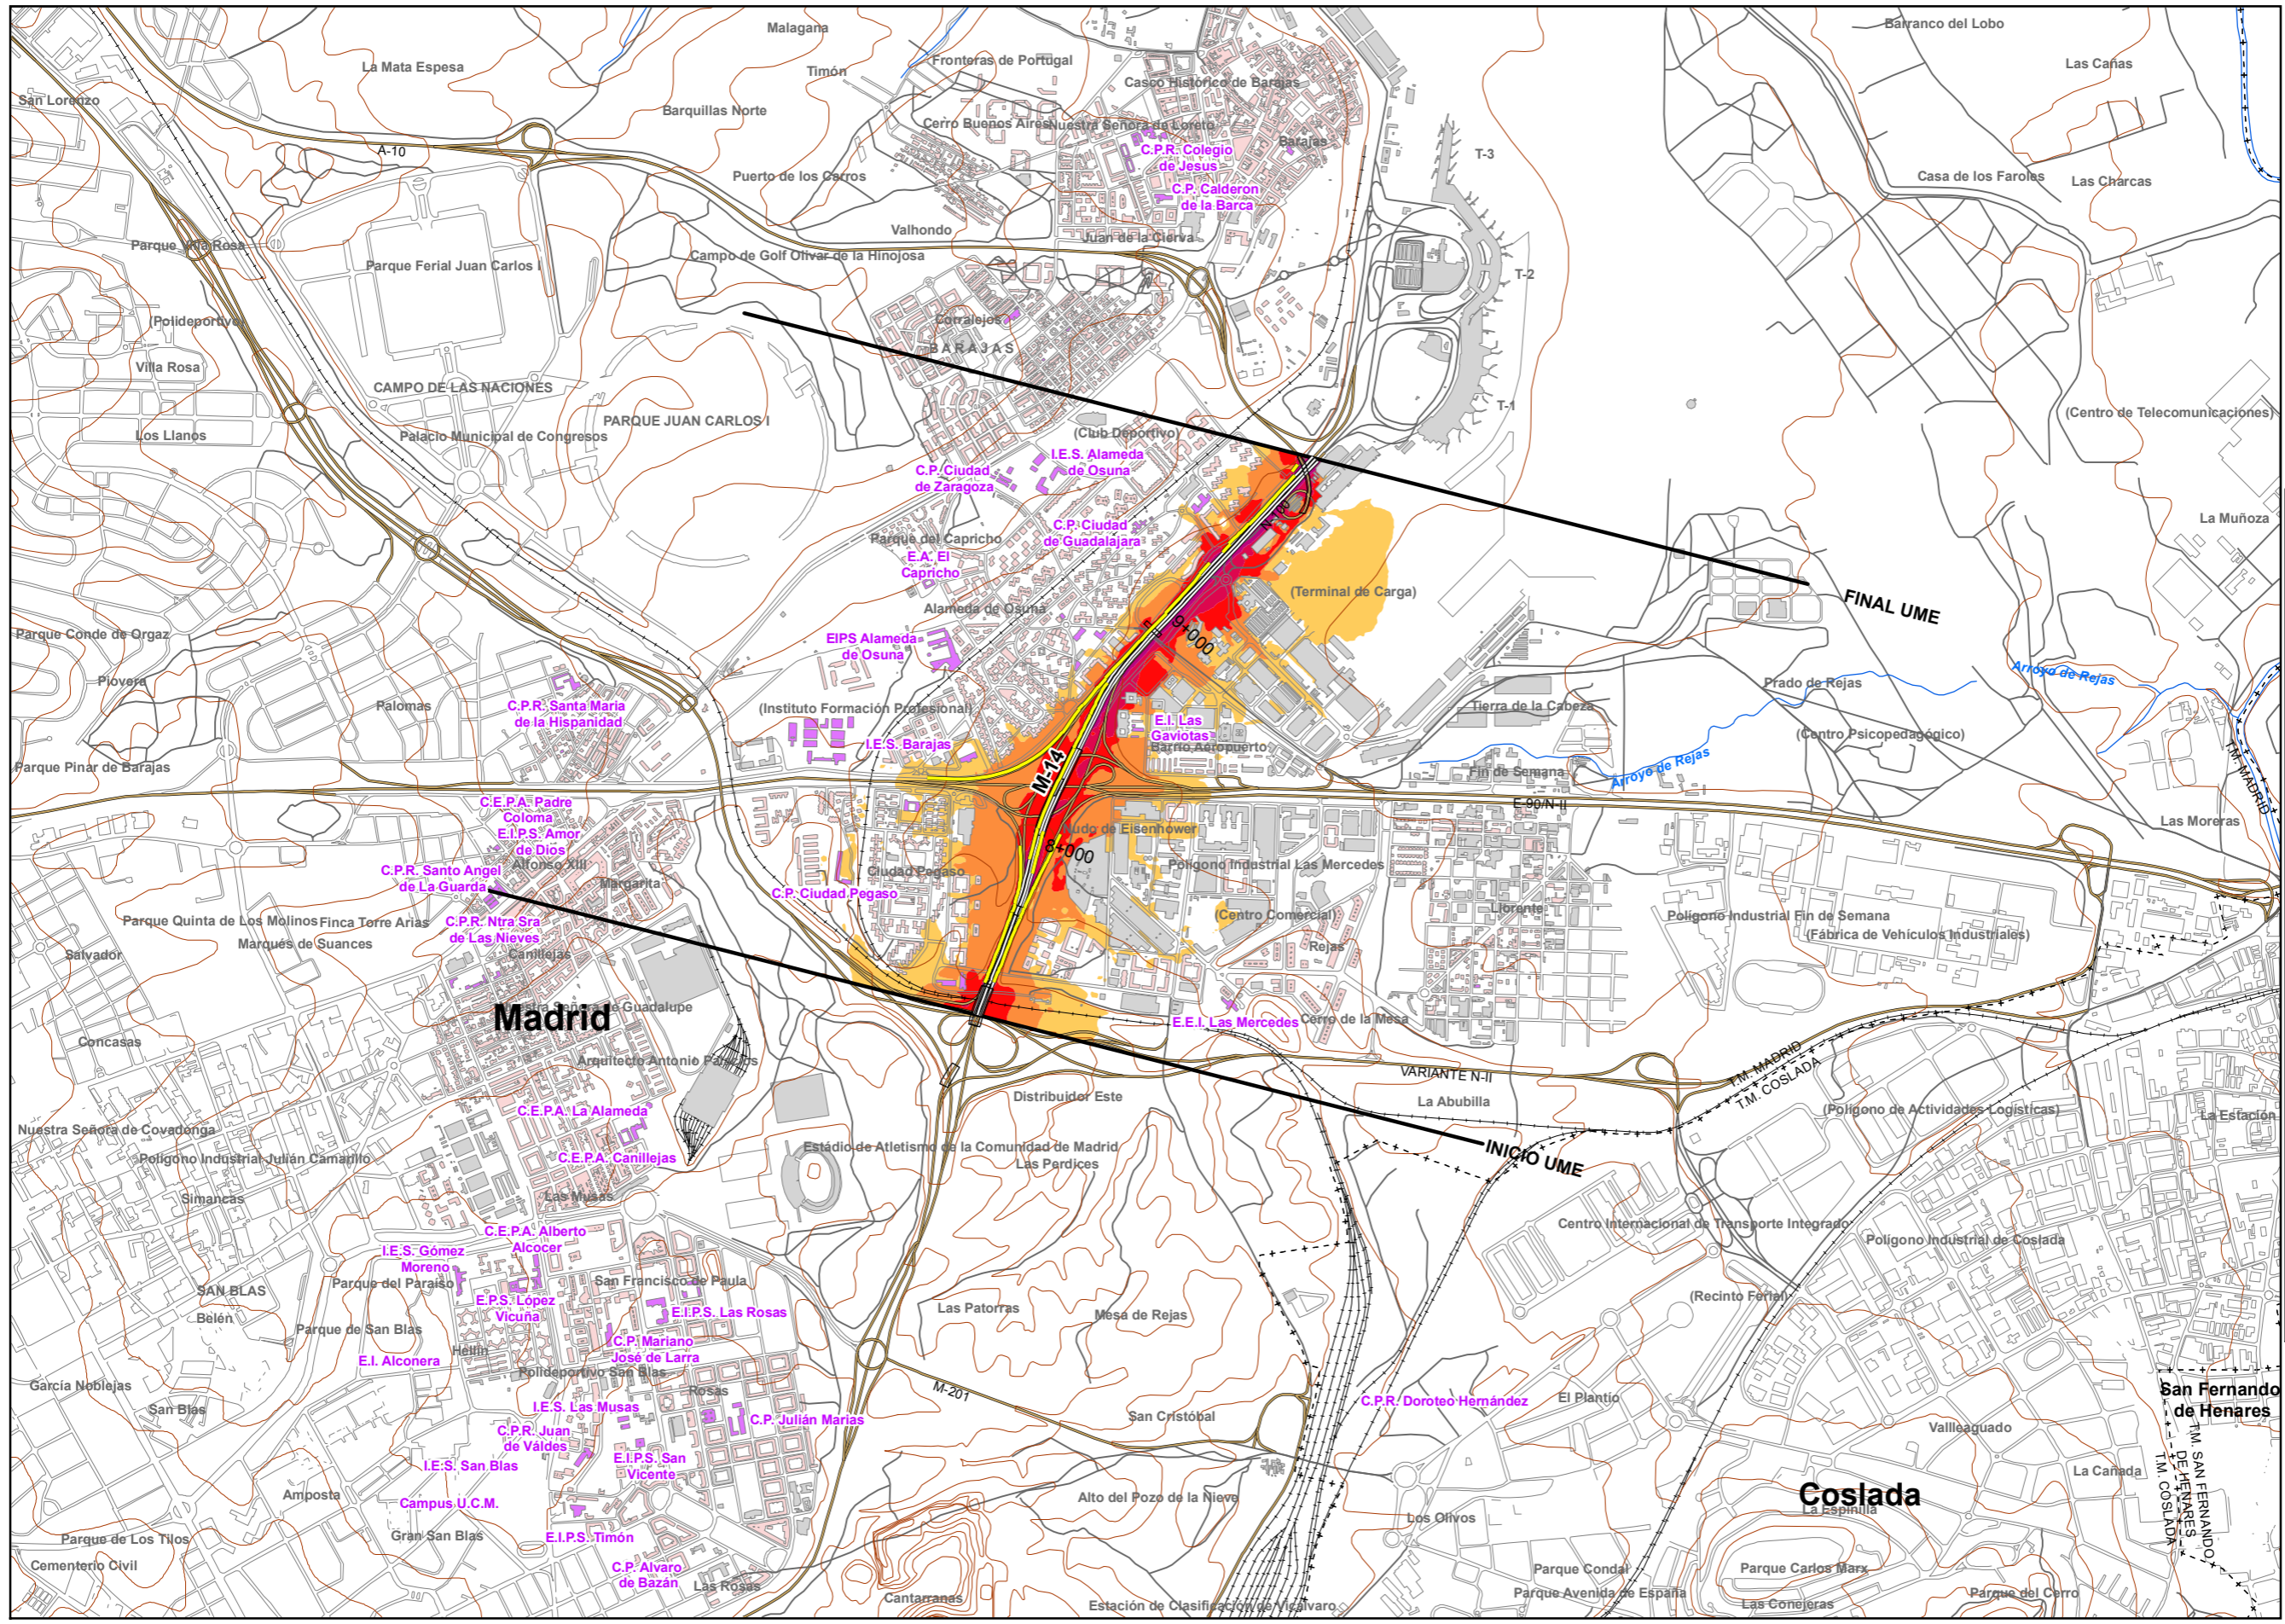 Malagana
Barranco del Lobo
La Mata Espesa
Timón
Fronteras de Portugal
Las Cañas
San Lorenzo
Barquillas Norte
Casco Histórico de Barajas
Cerro Buenos Aires
Nuestra Señora de Loreto
Barajas
A-10
C.P.R. Colegio
de Jesus
T-3
Puerto de los Carros
C.P. Calderon
de la Barca
Casa de los Faroles
Las Charcas
Valhondo
Juan de la Cierva
Parque Villa Rosa
Parque Ferial Juan Carlos I
Campo de Golf Olivar de la Hinojosa
T-2
(Polideportivo)
Corralejos
BARAJAS
Villa Rosa
CAMPO DE LAS NACIONES
PARQUE JUAN CARLOS I
T-1
(Centro de Telecomunicaciones)
Los Llanos
Palacio Municipal de Congresos
(Club Deportivo)
I.E.S. Alameda
de Osuna
C.P. Ciudad
de Zaragoza
N-100
La Muñoza
C.P. Ciudad
de Guadalajara
Parque del Capricho
E.A. El
Capricho
(Terminal de Carga)
FINAL UME
Alameda de Osuna
9+000
Parque Conde de Orgaz
EIPS Alameda
de Osuna
Arroyo de Rejas
Piovera
Prado de Rejas
Palomas
C.P.R. Santa Maria
de la Hispanidad
(Instituto Formación Profesional)
Tierra de la Cabeza
E.I. Las
Gaviotas
(Centro Psicopedagógico)
I.E.S. Barajas
Barrio Aeropuerto
Parque Pinar de Barajas
M-14
Fin de Semana
Arroyo de Rejas
T.M. MADRID
C.E.P.A. Padre
Coloma
E-90/N-II
E.I.P.S. Amor
de Dios
Nudo de Eisenhower
Las Moreras
8+000
Alfonso XIII
Polígono Industrial Las Mercedes
C.P.R. Santo Angel
de La Guarda
Margarita
Ciudad Pegaso
C.P. Ciudad Pegaso
Parque Quinta de Los Molinos
Finca Torre Arias
C.P.R. Ntra Sra
de Las Nieves
(Centro Comercial)
Llorente
Polígono Industrial Fin de Semana
Marqués de Suances
Rejas
(Fábrica de Vehículos Industriales)
Salvador
Canillejas
Madrid
Señora de Guadalupe
E.E.I. Las Mercedes
Cerro de la Mesa
Concasas
Arquitecto Antonio Palacios
VARIANTE N-II
T.M. MADRID
T.M. COSLADA
Distribuidor Este
La Abubilla
C.E.P.A. La Alameda
(Polígono de Actividades Logísticas)
La Estación
Nuestra Señora de Covadonga
Estádio de Atletismo de la Comunidad de Madrid
Polígono Industrial Julián Camarillo
C.E.P.A. Canillejas
Las Perdices
INICIO UME
Simancas
Las Musas
C.E.P.A. Alberto
Alcocer
Centro Internacional de Transporte Integrado
I.E.S. Gómez
Moreno
Polígono Industrial de Coslada
Parque del Paraíso
San Francisco de Paula
SAN BLAS
(Recinto Ferial)
E.P.S. López
Vicuña
E.I.P.S. Las Rosas
Las Patorras
Mesa de Rejas
Belén
Parque de San Blas
C.P. Mariano
José de Larra
E.I. Alconera
Hellín
Polideportivo San Blas
García Noblejas
M-201
Rosas
San Fernando
de Henares
I.E.S. Las Musas
C.P.R. Doroteo Hernández
El Plantío
San Blas
C.P. Julián Marias
San Cristóbal
Vallleaguado
C.P.R. Juan
de Váldes
T.M. SAN FERNANDO
DE HENARES
T.M. COSLADA
I.E.S. San Blas
E.I.P.S. San
Vicente
La Cañada
Amposta
Campus U.C.M.
Alto del Pozo de la Nieve
Coslada
La Espinilla
Los Olivos
Parque de Los Tilos
Gran San Blas
E.I.P.S. Timón
Cementerio Civil
C.P. Alvaro
de Bazán
Parque Condal
Parque Carlos Marx
Las Rosas
Cantarranas
Parque Avenida de España
Parque del Cerro
Estación de Clasificación de Vicálvaro
Las Conejeras